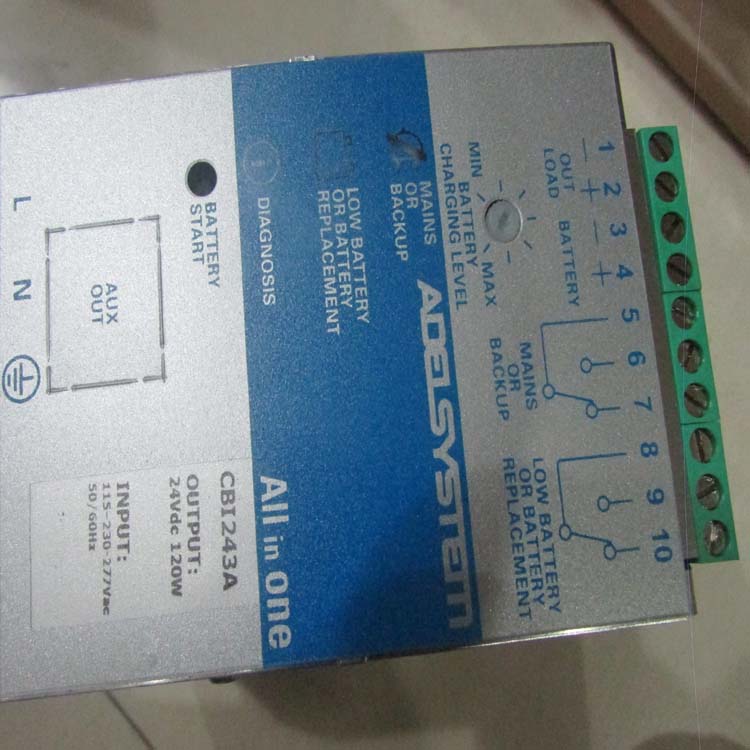 1 2 3 4 5 6 7 8 9 10
— + — +
OUT
LOAD
BATTERY
MAINS
OR
BACKUP
LOW BATTERY
OR BATTERY
REPLACEMENT
MIN
MAX
BATTERY
CHARGING LEVEL
ADELSYSTEM
MAINS
OR
BACKUP
LOW BATTERY
OR BATTERY
REPLACEMENT
i
DIAGNOSIS
All in one
BATTERY
START
CBI243A
OUTPUT:
24Vdc 120W
INPUT:
115-230-277Vac
50/60Hz
AUX
OUT
L N